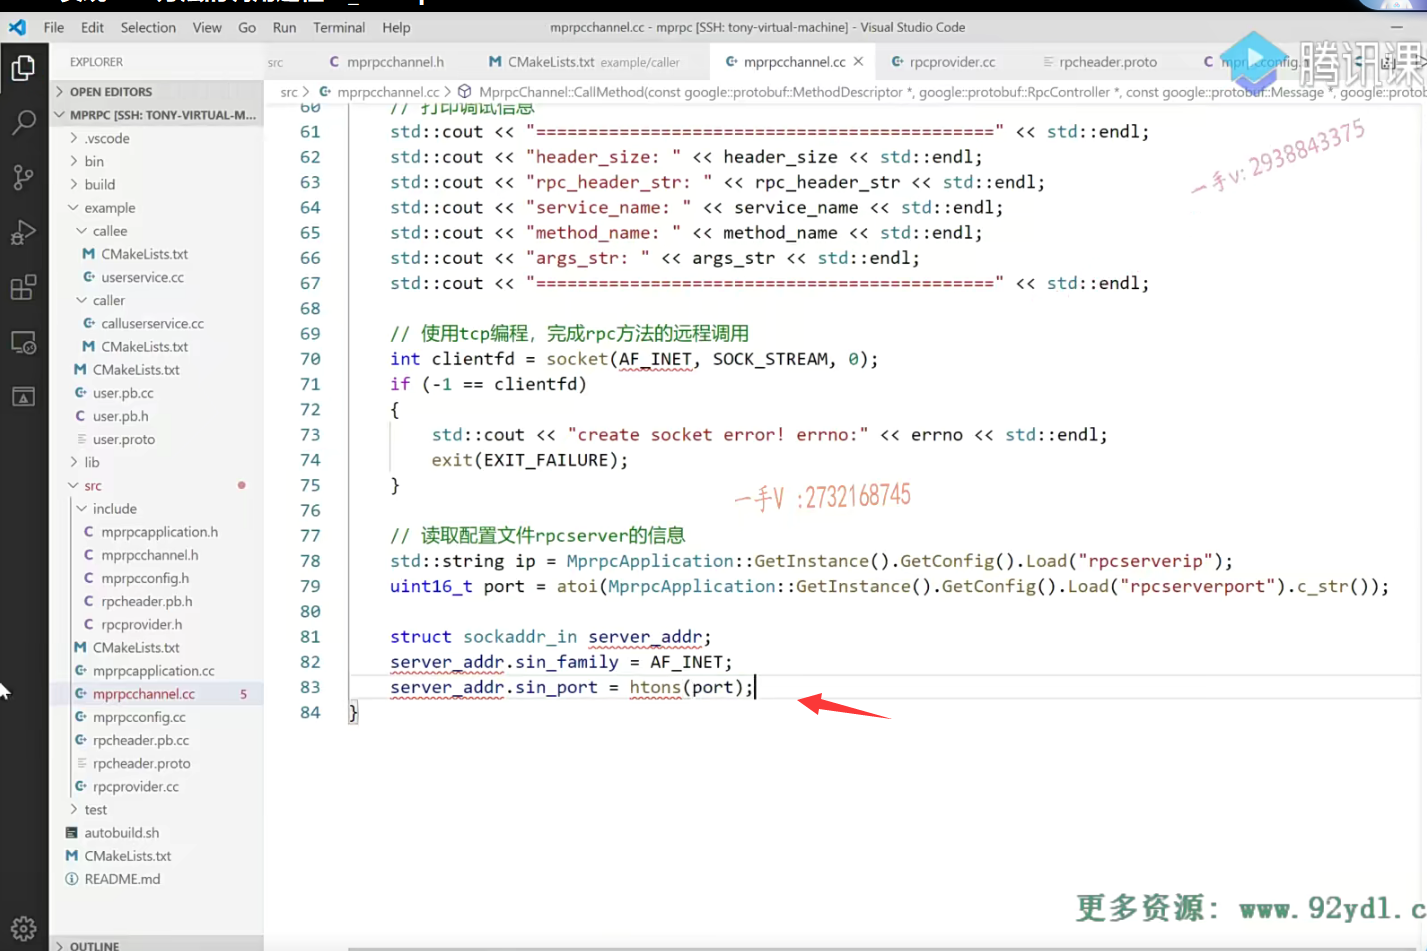 File Edit Selection View Go Run Terminal Help
mprpcchannel.cc - mprpc [SSH: tony-virtual-machine] - Visual Studio Code
腾讯课
EXPLORER
src
mprpcchannel.h
CMakeLists.txt example/caller
mprpcchannel.cc
rpcprovider.cc
rpcheader.proto
OPEN EDITORS
src > mprpcchannel.cc > MprpcChannel::CallMethod(const google::protobuf::MethodDescriptor *, google::protobuf::RpcController *, const google::protobuf::Message *, google::protob
MPRPC [SSH: TONY-VIRTUAL-M...
.vscode
bin
build
example
callee
CMakeLists.txt
userservice.cc
caller
calluserservice.cc
CMakeLists.txt
CMakeLists.txt
user.pb.cc
user.pb.h
user.proto
lib
src
include
mprpcapplication.h
mprpcchannel.h
mprpcconfig.h
rpcheader.pb.h
rpcprovider.h
CMakeLists.txt
mprpcapplication.cc
mprpcchannel.cc 5
mprpcconfig.cc
rpcheader.pb.cc
rpcheader.proto
rpcprovider.cc
test
autobuild.sh
CMakeLists.txt
README.md
OUTLINE
60 // 打印调试信息
61 std::cout << "============================================" << std::endl;
62 std::cout << "header_size: " << header_size << std::endl;
63 std::cout << "rpc_header_str: " << rpc_header_str << std::endl;
64 std::cout << "service_name: " << service_name << std::endl;
65 std::cout << "method_name: " << method_name << std::endl;
66 std::cout << "args_str: " << args_str << std::endl;
67 std::cout << "============================================" << std::endl;
68
69 // 使用tcp编程，完成rpc方法的远程调用
70 int clientfd = socket(AF_INET, SOCK_STREAM, 0);
71 if (-1 == clientfd)
72 {
73 std::cout << "create socket error! errno:" << errno << std::endl;
74 exit(EXIT_FAILURE);
75 }
76
77 // 读取配置文件rpcserver的信息
78 std::string ip = MprpcApplication::GetInstance().GetConfig().Load("rpcserverip");
79 uint16_t port = atoi(MprpcApplication::GetInstance().GetConfig().Load("rpcserverport").c_str());
80
81 struct sockaddr_in server_addr;
82 server_addr.sin_family = AF_INET;
83 server_addr.sin_port = htons(port);
84 }
一手v: 2938843375
一手V :2732168745
更多资源: www.92yd1.c